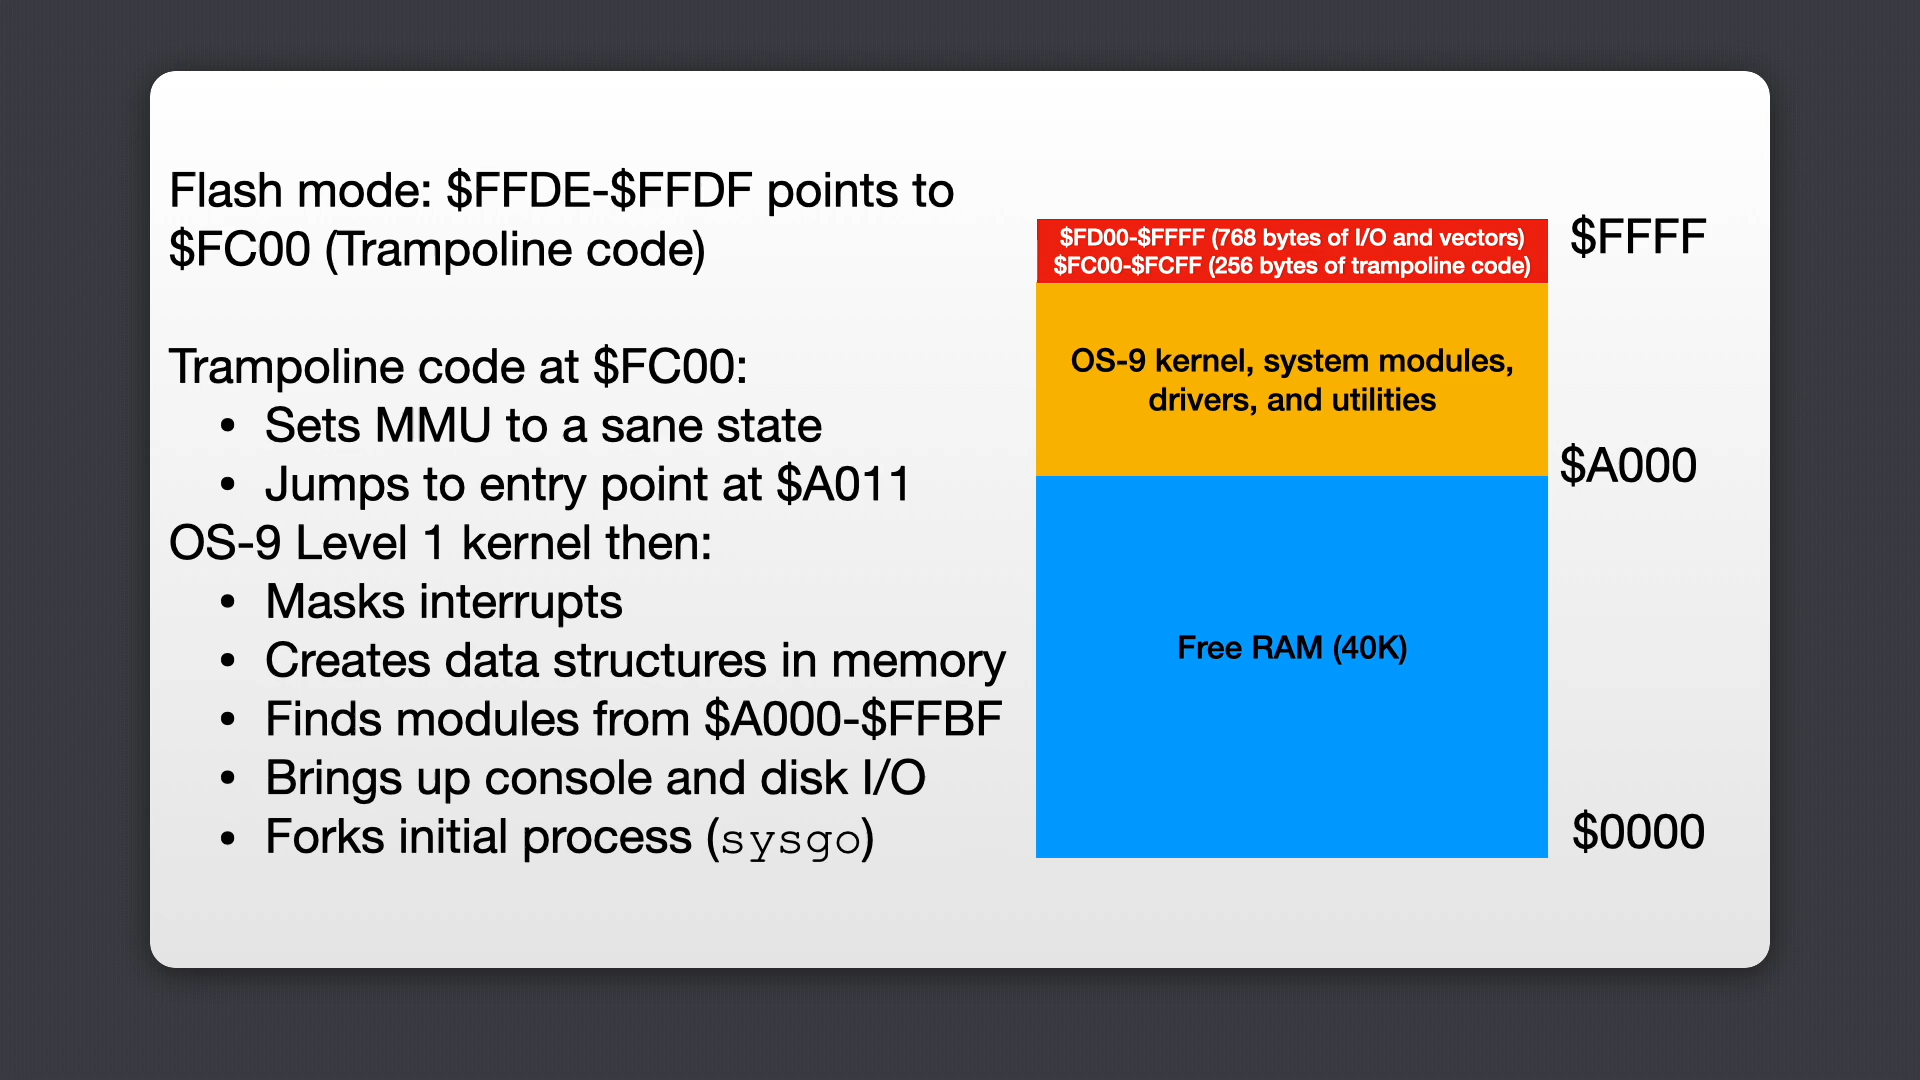 Flash mode: $FFDE-$FFDF points to
$FC00 (Trampoline code)
Trampoline code at $FC00:
• Sets MMU to a sane state
• Jumps to entry point at $A011
OS-9 Level 1 kernel then:
• Masks interrupts
• Creates data structures in memory
• Finds modules from $A000-$FFBF
• Brings up console and disk I/O
• Forks initial process (sysgo)
$FD00-$FFFF (768 bytes of I/O and vectors)
$FC00-$FCFF (256 bytes of trampoline code)
$FFFF
OS-9 kernel, system modules,
drivers, and utilities
$A000
Free RAM (40K)
$0000